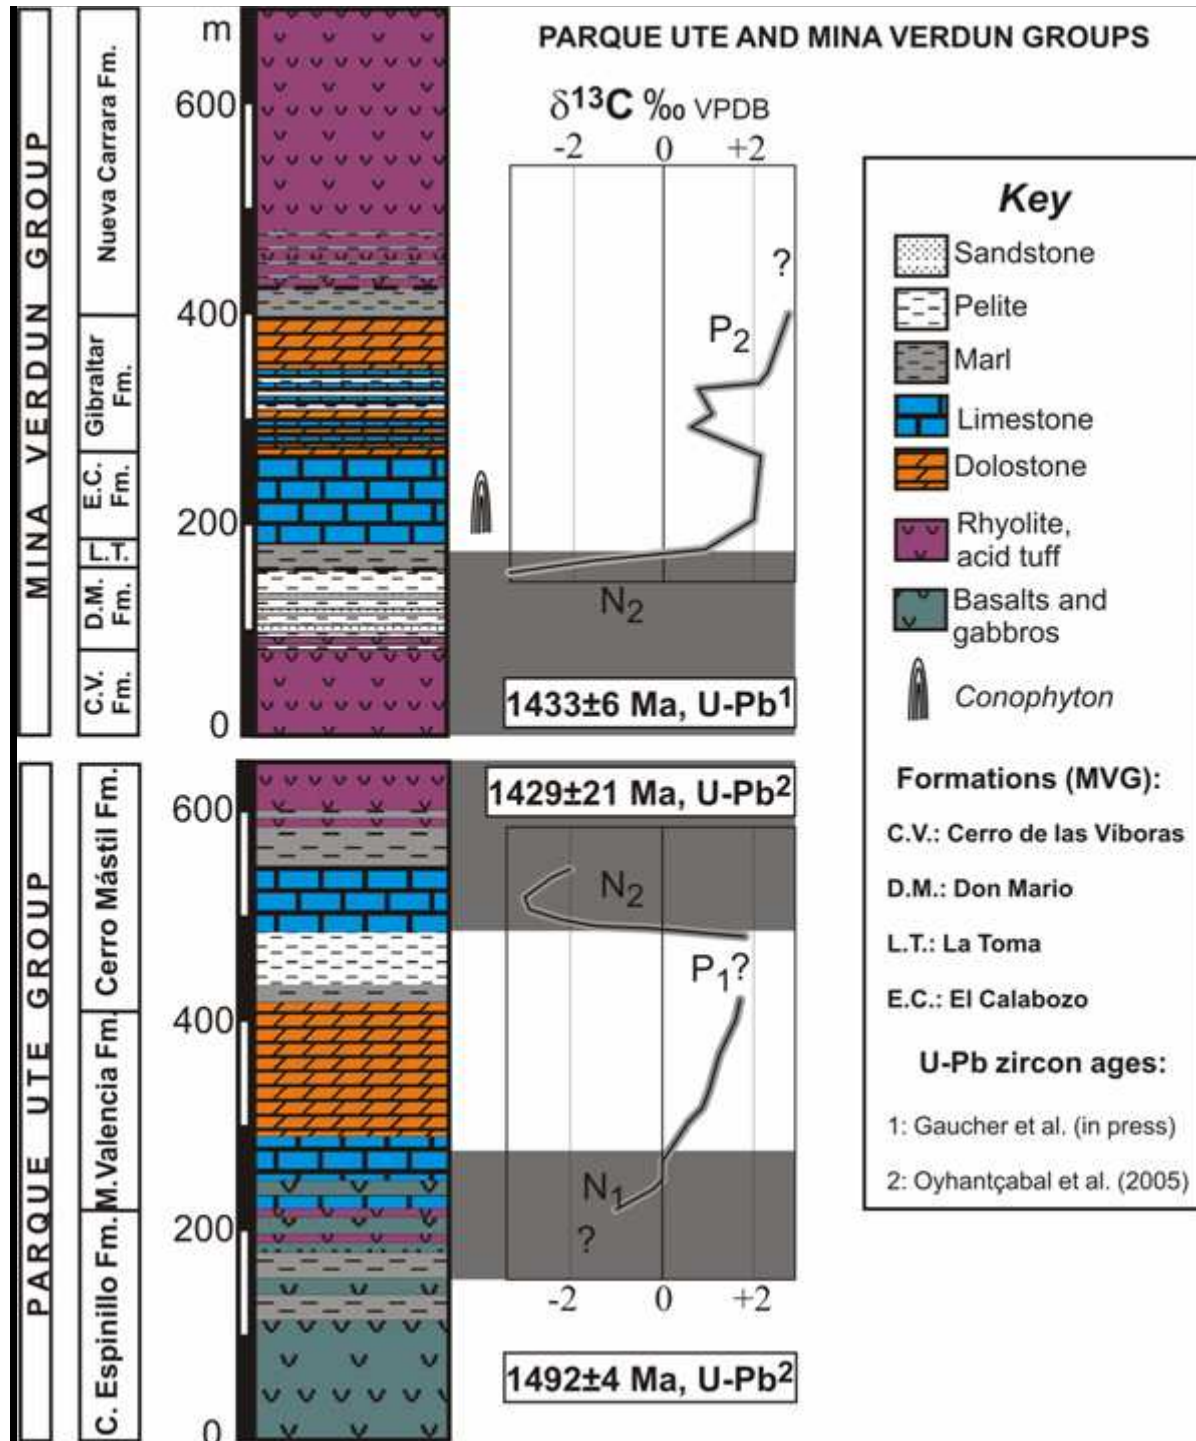 PARQUE UTE AND MINA VERDUN GROUPS
m
600
400
200
0
MINA VERDUN GROUP
Nueva Carrara Fm.
Gibraltar
Fm.
E.C.
Fm.
L.T.
D.M.
Fm.
C.V.
Fm.
δ13C ‰ VPDB
-2 0 +2
?
P2
N2
1433±6 Ma, U-Pb1
PARQUE UTE GROUP
Cerro Mástil Fm.
M.Valencia Fm.
C. Espinillo Fm.
600
400
200
0
1429±21 Ma, U-Pb2
N2
P1?
N1
?
-2 0 +2
1492±4 Ma, U-Pb2
Key
Sandstone
Pelite
Marl
Limestone
Dolostone
Rhyolite,
acid tuff
Basalts and
gabbros
Conophyton
Formations (MVG):
C.V.: Cerro de las Víboras
D.M.: Don Mario
L.T.: La Toma
E.C.: El Calabozo
U-Pb zircon ages:
1: Gaucher et al. (in press)
2: Oyhantçabal et al. (2005)